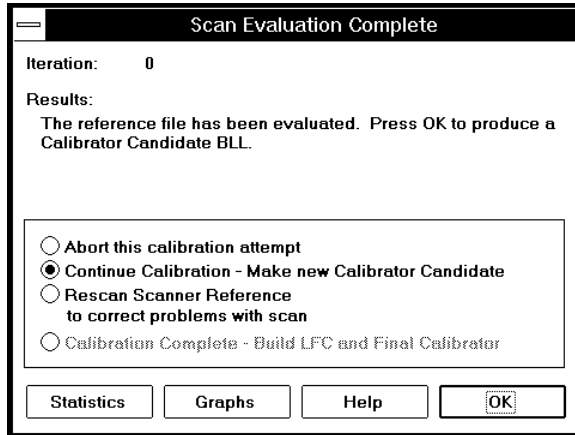 Scan Evaluation Complete
Iteration: 0
Results:
The reference file has been evaluated. Press OK to produce a
Calibrator Candidate BLL.
Abort this calibration attempt
Continue Calibration - Make new Calibrator Candidate
Rescan Scanner Reference
to correct problems with scan
Calibration Complete - Build LFC and Final Calibrator
Statistics Graphs Help OK